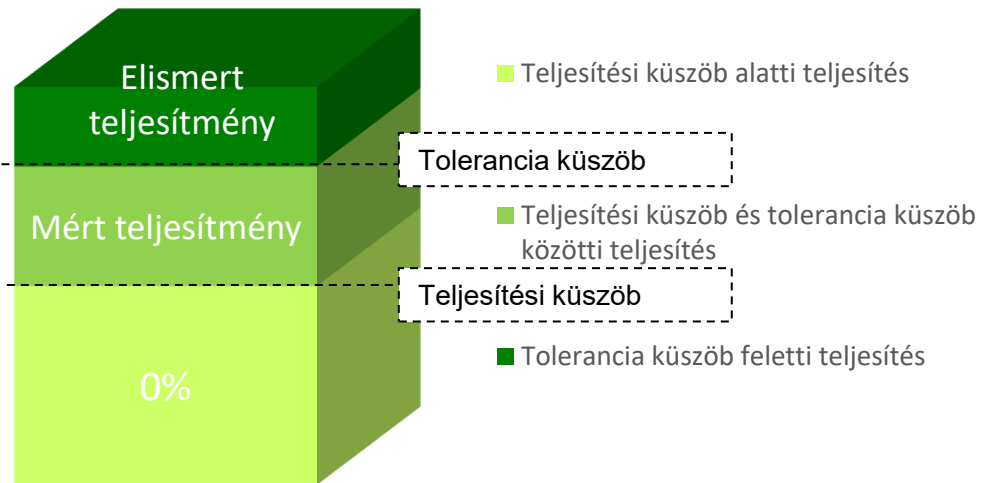 Elismert
teljesítmény
Mért teljesítmény
0%
Teljesítési küszöb alatti teljesítés
Tolerancia küszöb
Teljesítési küszöb és tolerancia küszöb
közötti teljesítés
Teljesítési küszöb
Tolerancia küszöb feletti teljesítés